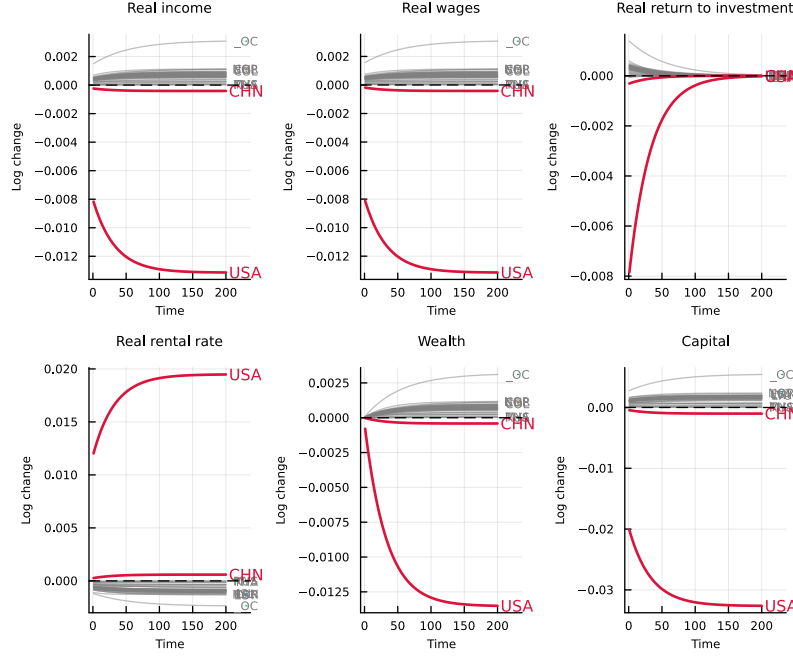 Real income
Real wages
Real return to investment
0.002
0.000
−0.002
−0.004
−0.006
−0.008
−0.010
−0.012
Log change
0 50 100 150 200
Time
_OC
CHN
USA
0.002
0.000
−0.002
−0.004
−0.006
−0.008
−0.010
−0.012
Log change
0 50 100 150 200
Time
_OC
CHN
USA
0.000
−0.002
−0.004
−0.006
−0.008
Log change
0 50 100 150 200
Time
Real rental rate
Wealth
Capital
0.020
0.015
0.010
0.005
0.000
Log change
0 50 100 150 200
Time
USA
CHN
_OC
0.0025
0.0000
−0.0025
−0.0050
−0.0075
−0.0100
−0.0125
Log change
0 50 100 150 200
Time
_OC
CHN
USA
0.00
−0.01
−0.02
−0.03
Log change
0 50 100 150 200
Time
_OC
CHN
USA